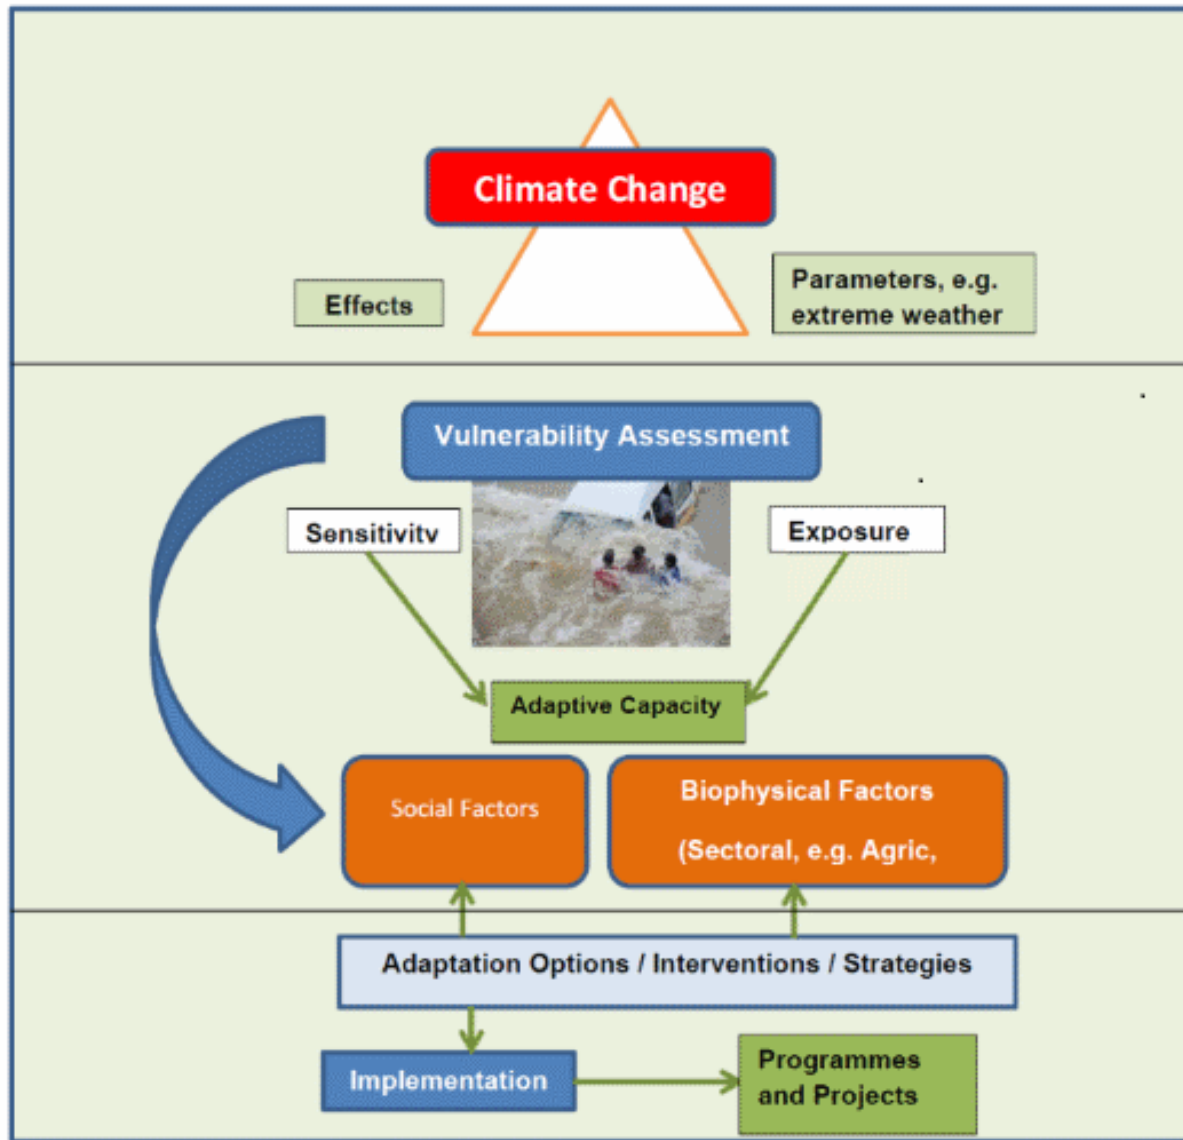 Climate Change
Effects
Parameters, e.g.
extreme weather
Vulnerability Assessment
Sensitivity
Exposure
Adaptive Capacity
Social Factors
Biophysical Factors
(Sectoral, e.g. Agric,
Adaptation Options / Interventions / Strategies
Implementation
Programmes
and Projects